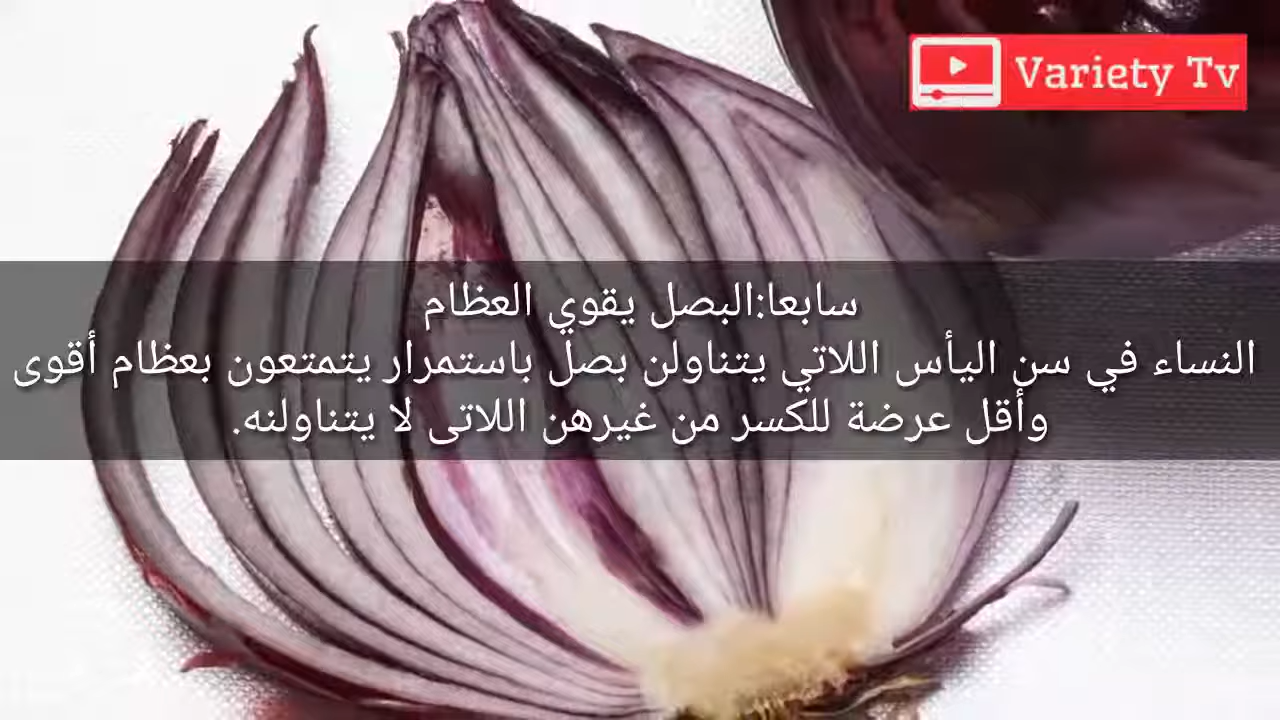 Variety Tv
سابعا:البصل يقوي العظام
النساء في سن اليأس اللاتي يتناولن بصل باستمرار يتمتعون بعظام أقوى
وأقل عرضة للكسر من غيرهن اللاتى لا يتناولنه.